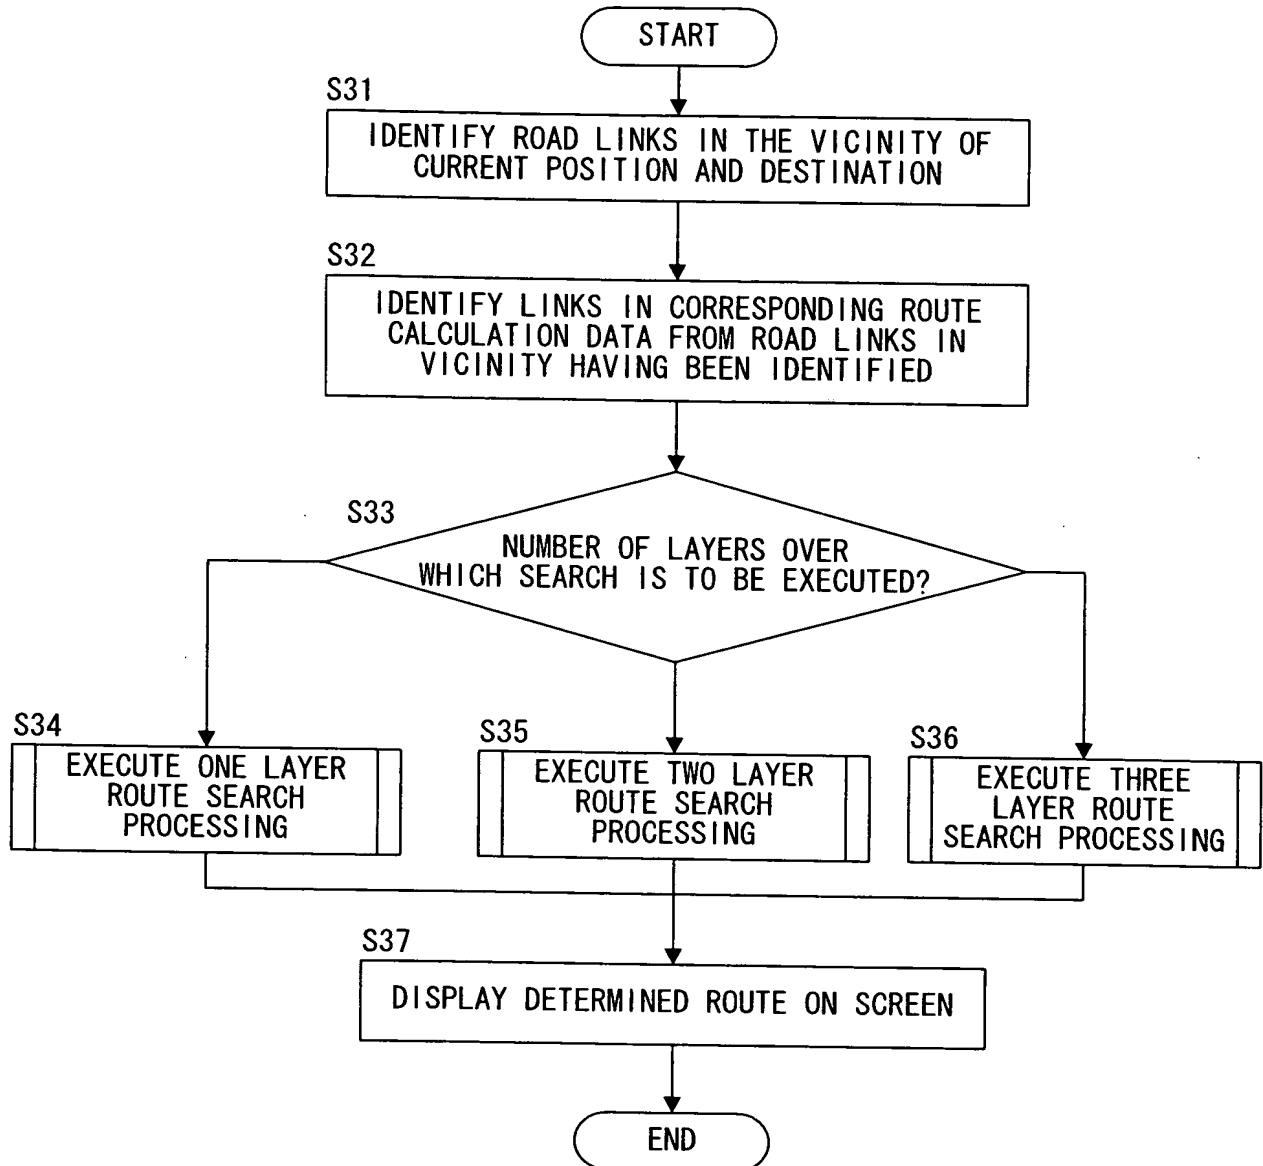 START
S31
IDENTIFY ROAD LINKS IN THE VICINITY OF
CURRENT POSITION AND DESTINATION
S32
IDENTIFY LINKS IN CORRESPONDING ROUTE
CALCULATION DATA FROM ROAD LINKS IN
VICINITY HAVING BEEN IDENTIFIED
S33
NUMBER OF LAYERS OVER
WHICH SEARCH IS TO BE EXECUTED?
S34
EXECUTE ONE LAYER
ROUTE SEARCH
PROCESSING
S35
EXECUTE TWO LAYER
ROUTE SEARCH
PROCESSING
S36
EXECUTE THREE
LAYER ROUTE
SEARCH PROCESSING
S37
DISPLAY DETERMINED ROUTE ON SCREEN
END